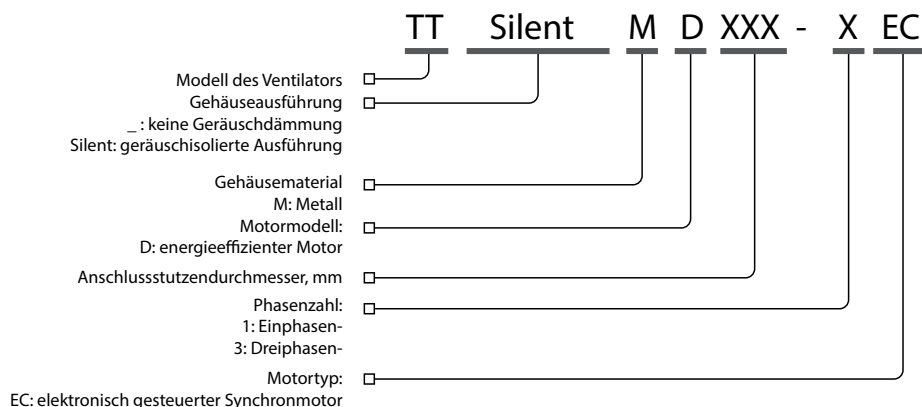 TT Silent M D XXX - X EC
Modell des Ventilators
Gehäuseausführung
_ : keine Geräuschdämmung
Silent: geräuschisolierte Ausführung
Gehäusematerial
M: Metall
Motormodell:
D: energieeffizienter Motor
Anschlussstutzendurchmesser, mm
Phasenzahl:
1: Einphasen-
3: Dreiphasen-
Motortyp:
EC: elektronisch gesteuerter Synchronmotor